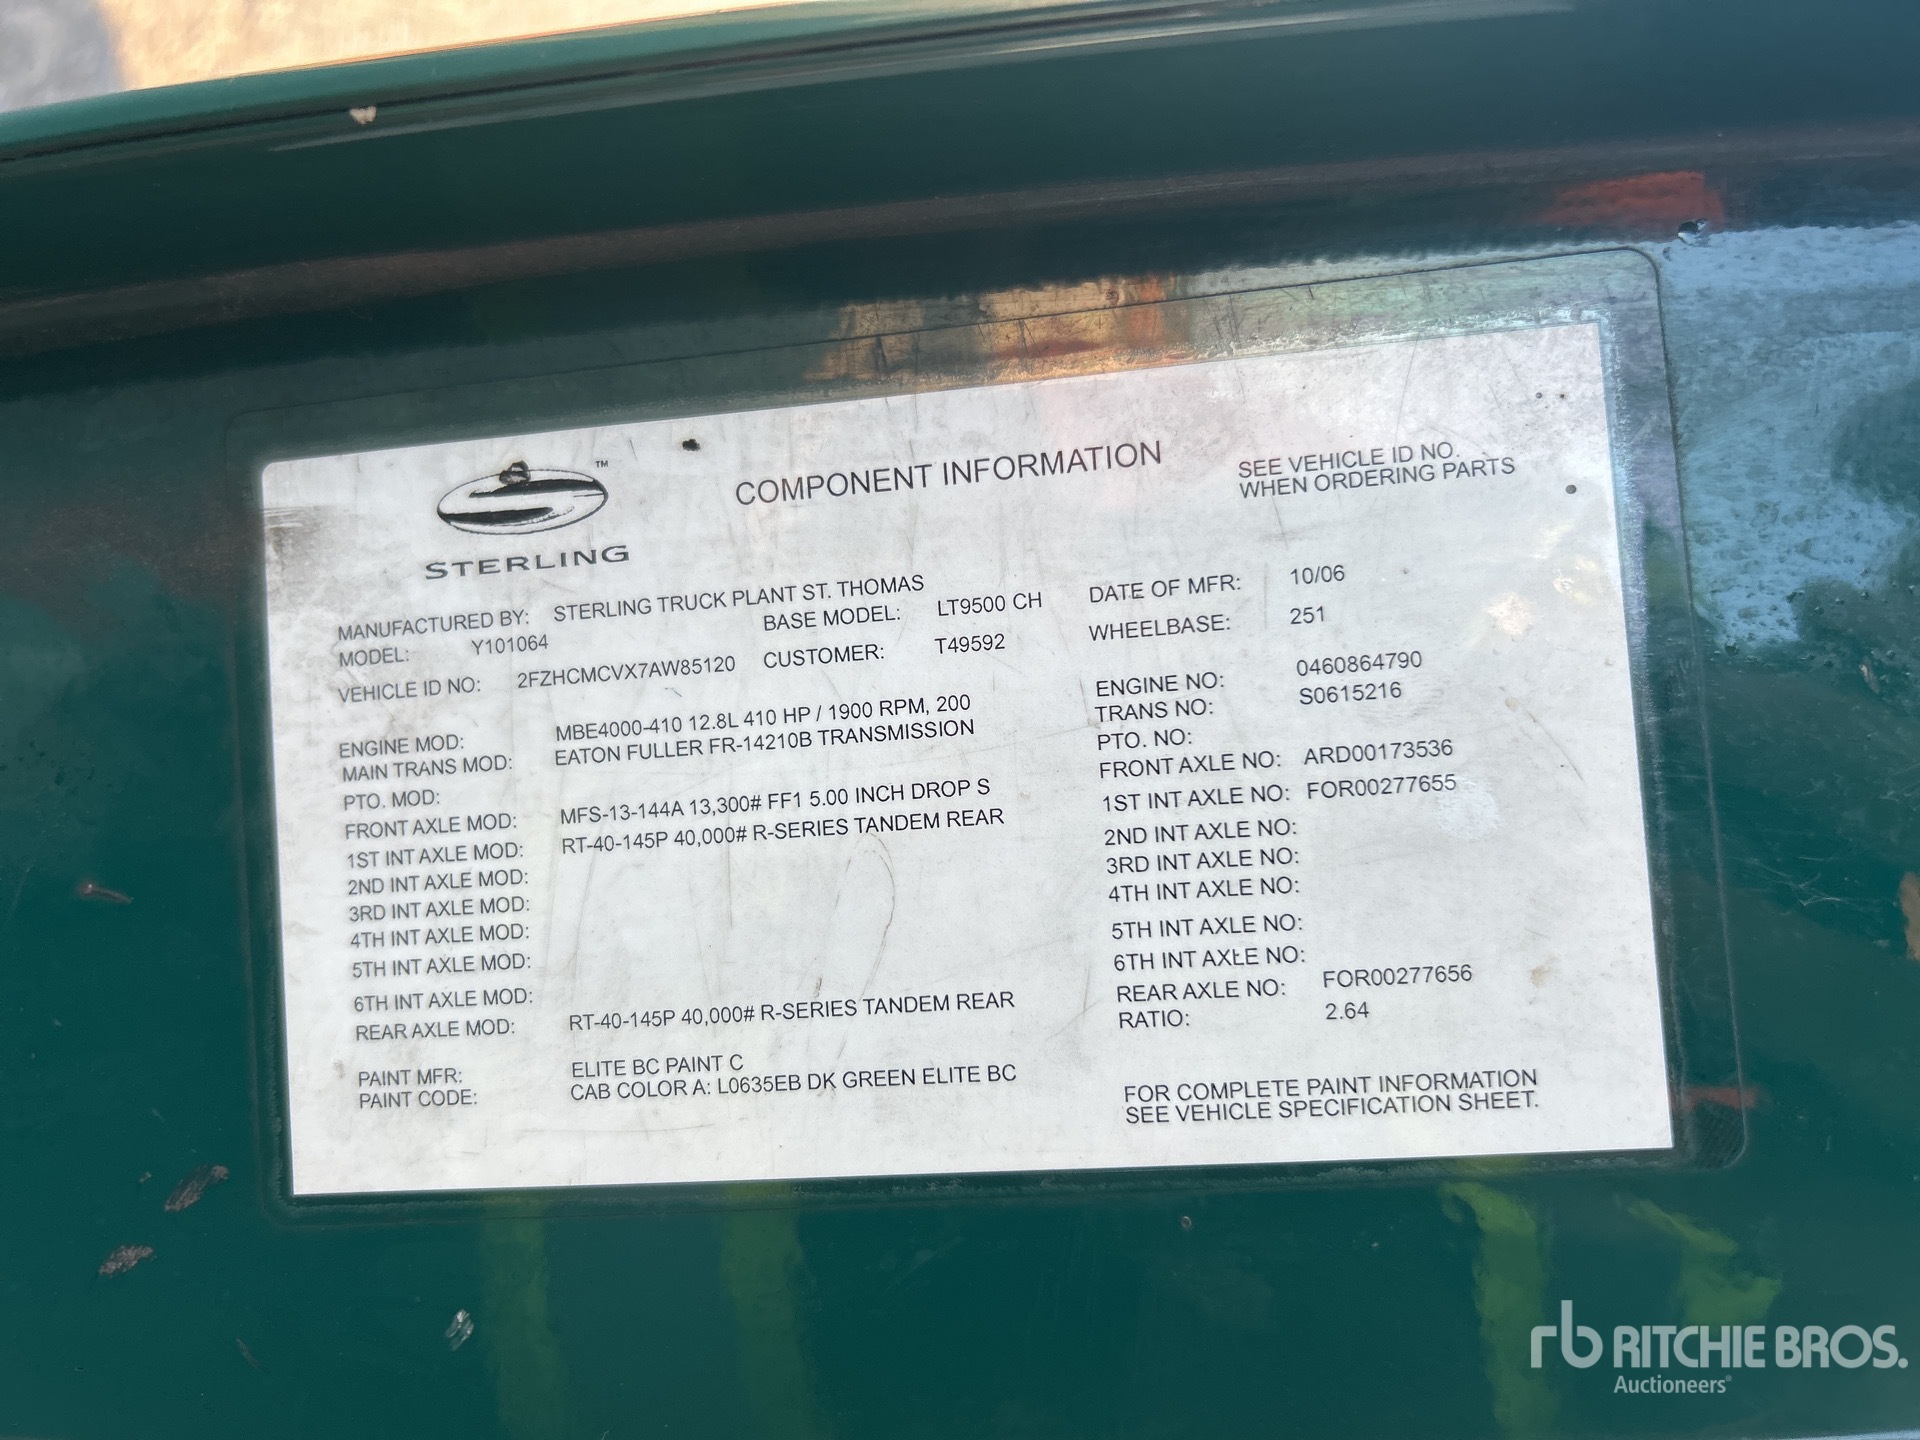 STERLING ™
COMPONENT INFORMATION
SEE VEHICLE ID NO.
WHEN ORDERING PARTS
MANUFACTURED BY: STERLING TRUCK PLANT ST. THOMAS
MODEL: Y101064 BASE MODEL: LT9500 CH
VEHICLE ID NO: 2FZHCMCVX7AW85120 CUSTOMER: T49592
DATE OF MFR: 10/06
WHEELBASE: 251
ENGINE MOD: MBE4000-410 12.8L 410 HP / 1900 RPM, 200
MAIN TRANS MOD: EATON FULLER FR-14210B TRANSMISSION
PTO. MOD:
FRONT AXLE MOD: MFS-13-144A 13,300# FF1 5.00 INCH DROP S
1ST INT AXLE MOD: RT-40-145P 40,000# R-SERIES TANDEM REAR
2ND INT AXLE MOD:
3RD INT AXLE MOD:
4TH INT AXLE MOD:
5TH INT AXLE MOD:
6TH INT AXLE MOD:
REAR AXLE MOD: RT-40-145P 40,000# R-SERIES TANDEM REAR
PAINT MFR: ELITE BC PAINT C
PAINT CODE: CAB COLOR A: L0635EB DK GREEN ELITE BC
ENGINE NO: 0460864790
TRANS NO: S0615216
PTO. NO:
FRONT AXLE NO: ARD00173536
1ST INT AXLE NO: FOR00277655
2ND INT AXLE NO:
3RD INT AXLE NO:
4TH INT AXLE NO:
5TH INT AXLE NO:
6TH INT AXLE NO:
REAR AXLE NO: FOR00277656
RATIO: 2.64
FOR COMPLETE PAINT INFORMATION
SEE VEHICLE SPECIFICATION SHEET.
rb RITCHIE BROS.
Auctioneers®